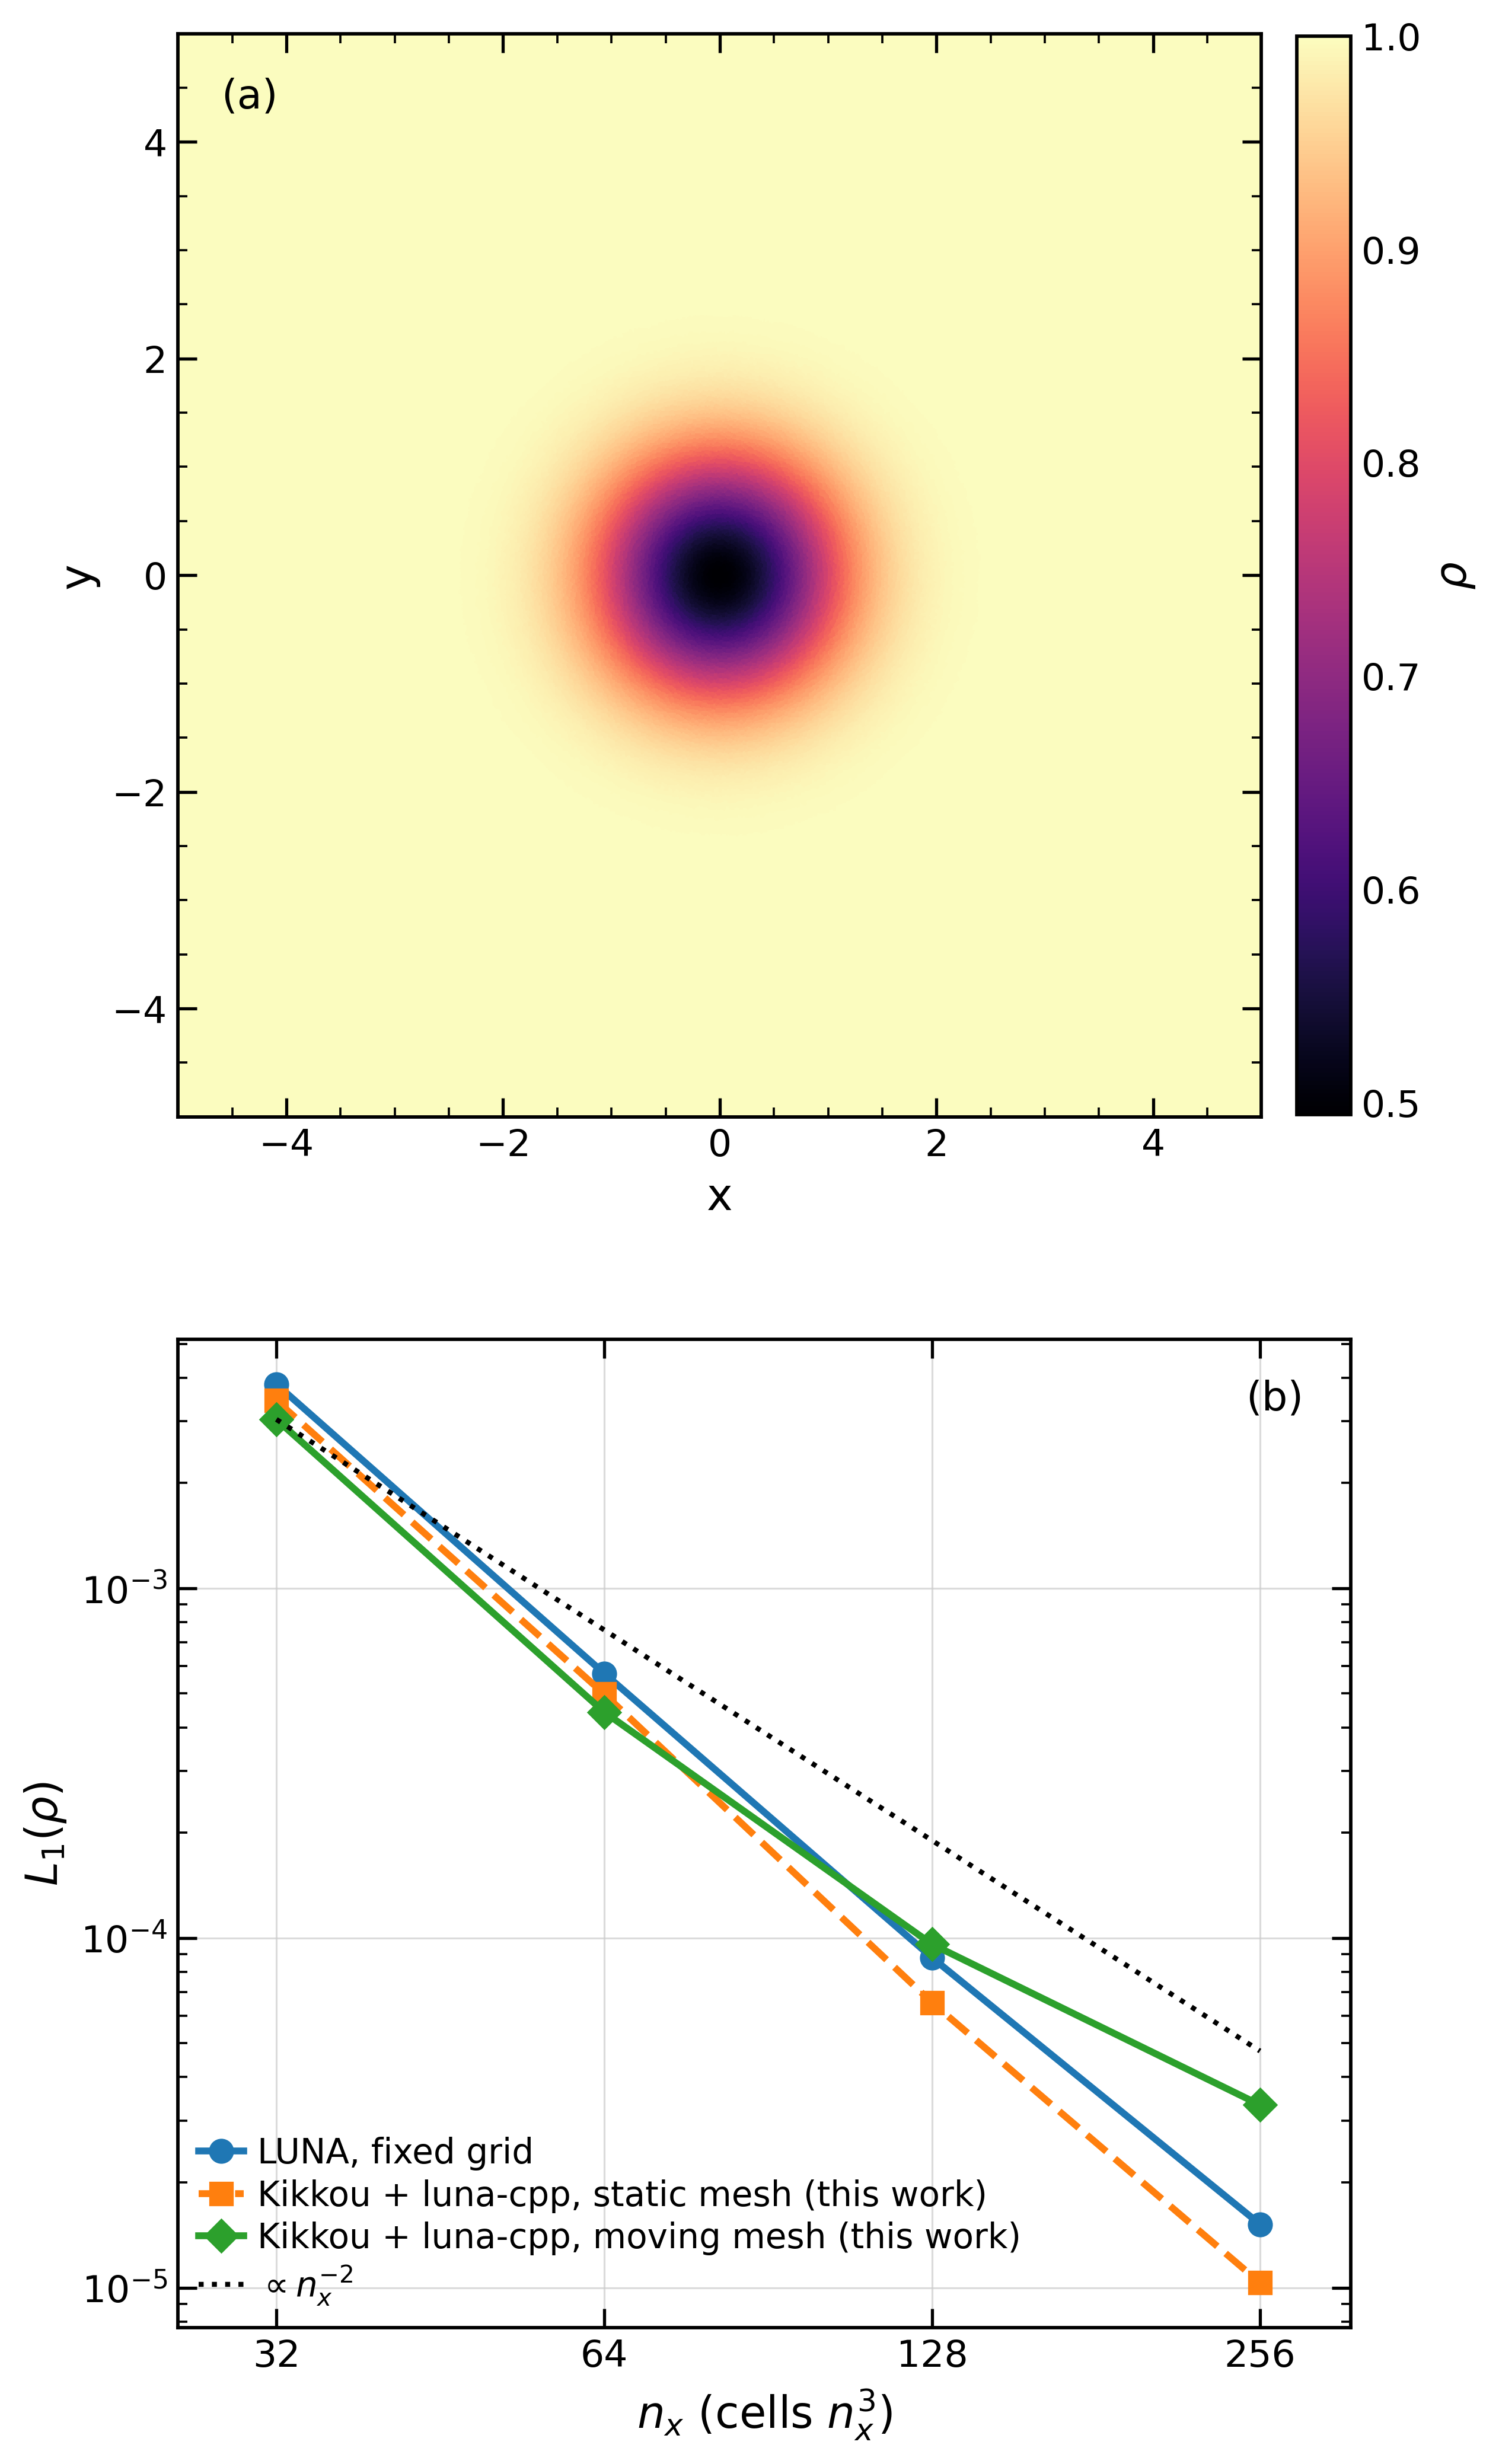 (a)
4
2
0
−2
−4
y
−4 −2 0 2 4
x
1.0
0.9
0.8
0.7
0.6
0.5
ρ
(b)
10⁻³
10⁻⁴
10⁻⁵
L₁(ρ)
LUNA, fixed grid
Kikkou + luna-cpp, static mesh (this work)
Kikkou + luna-cpp, moving mesh (this work)
∝ nₓ⁻²
32 64 128 256
nₓ (cells nₓ³)